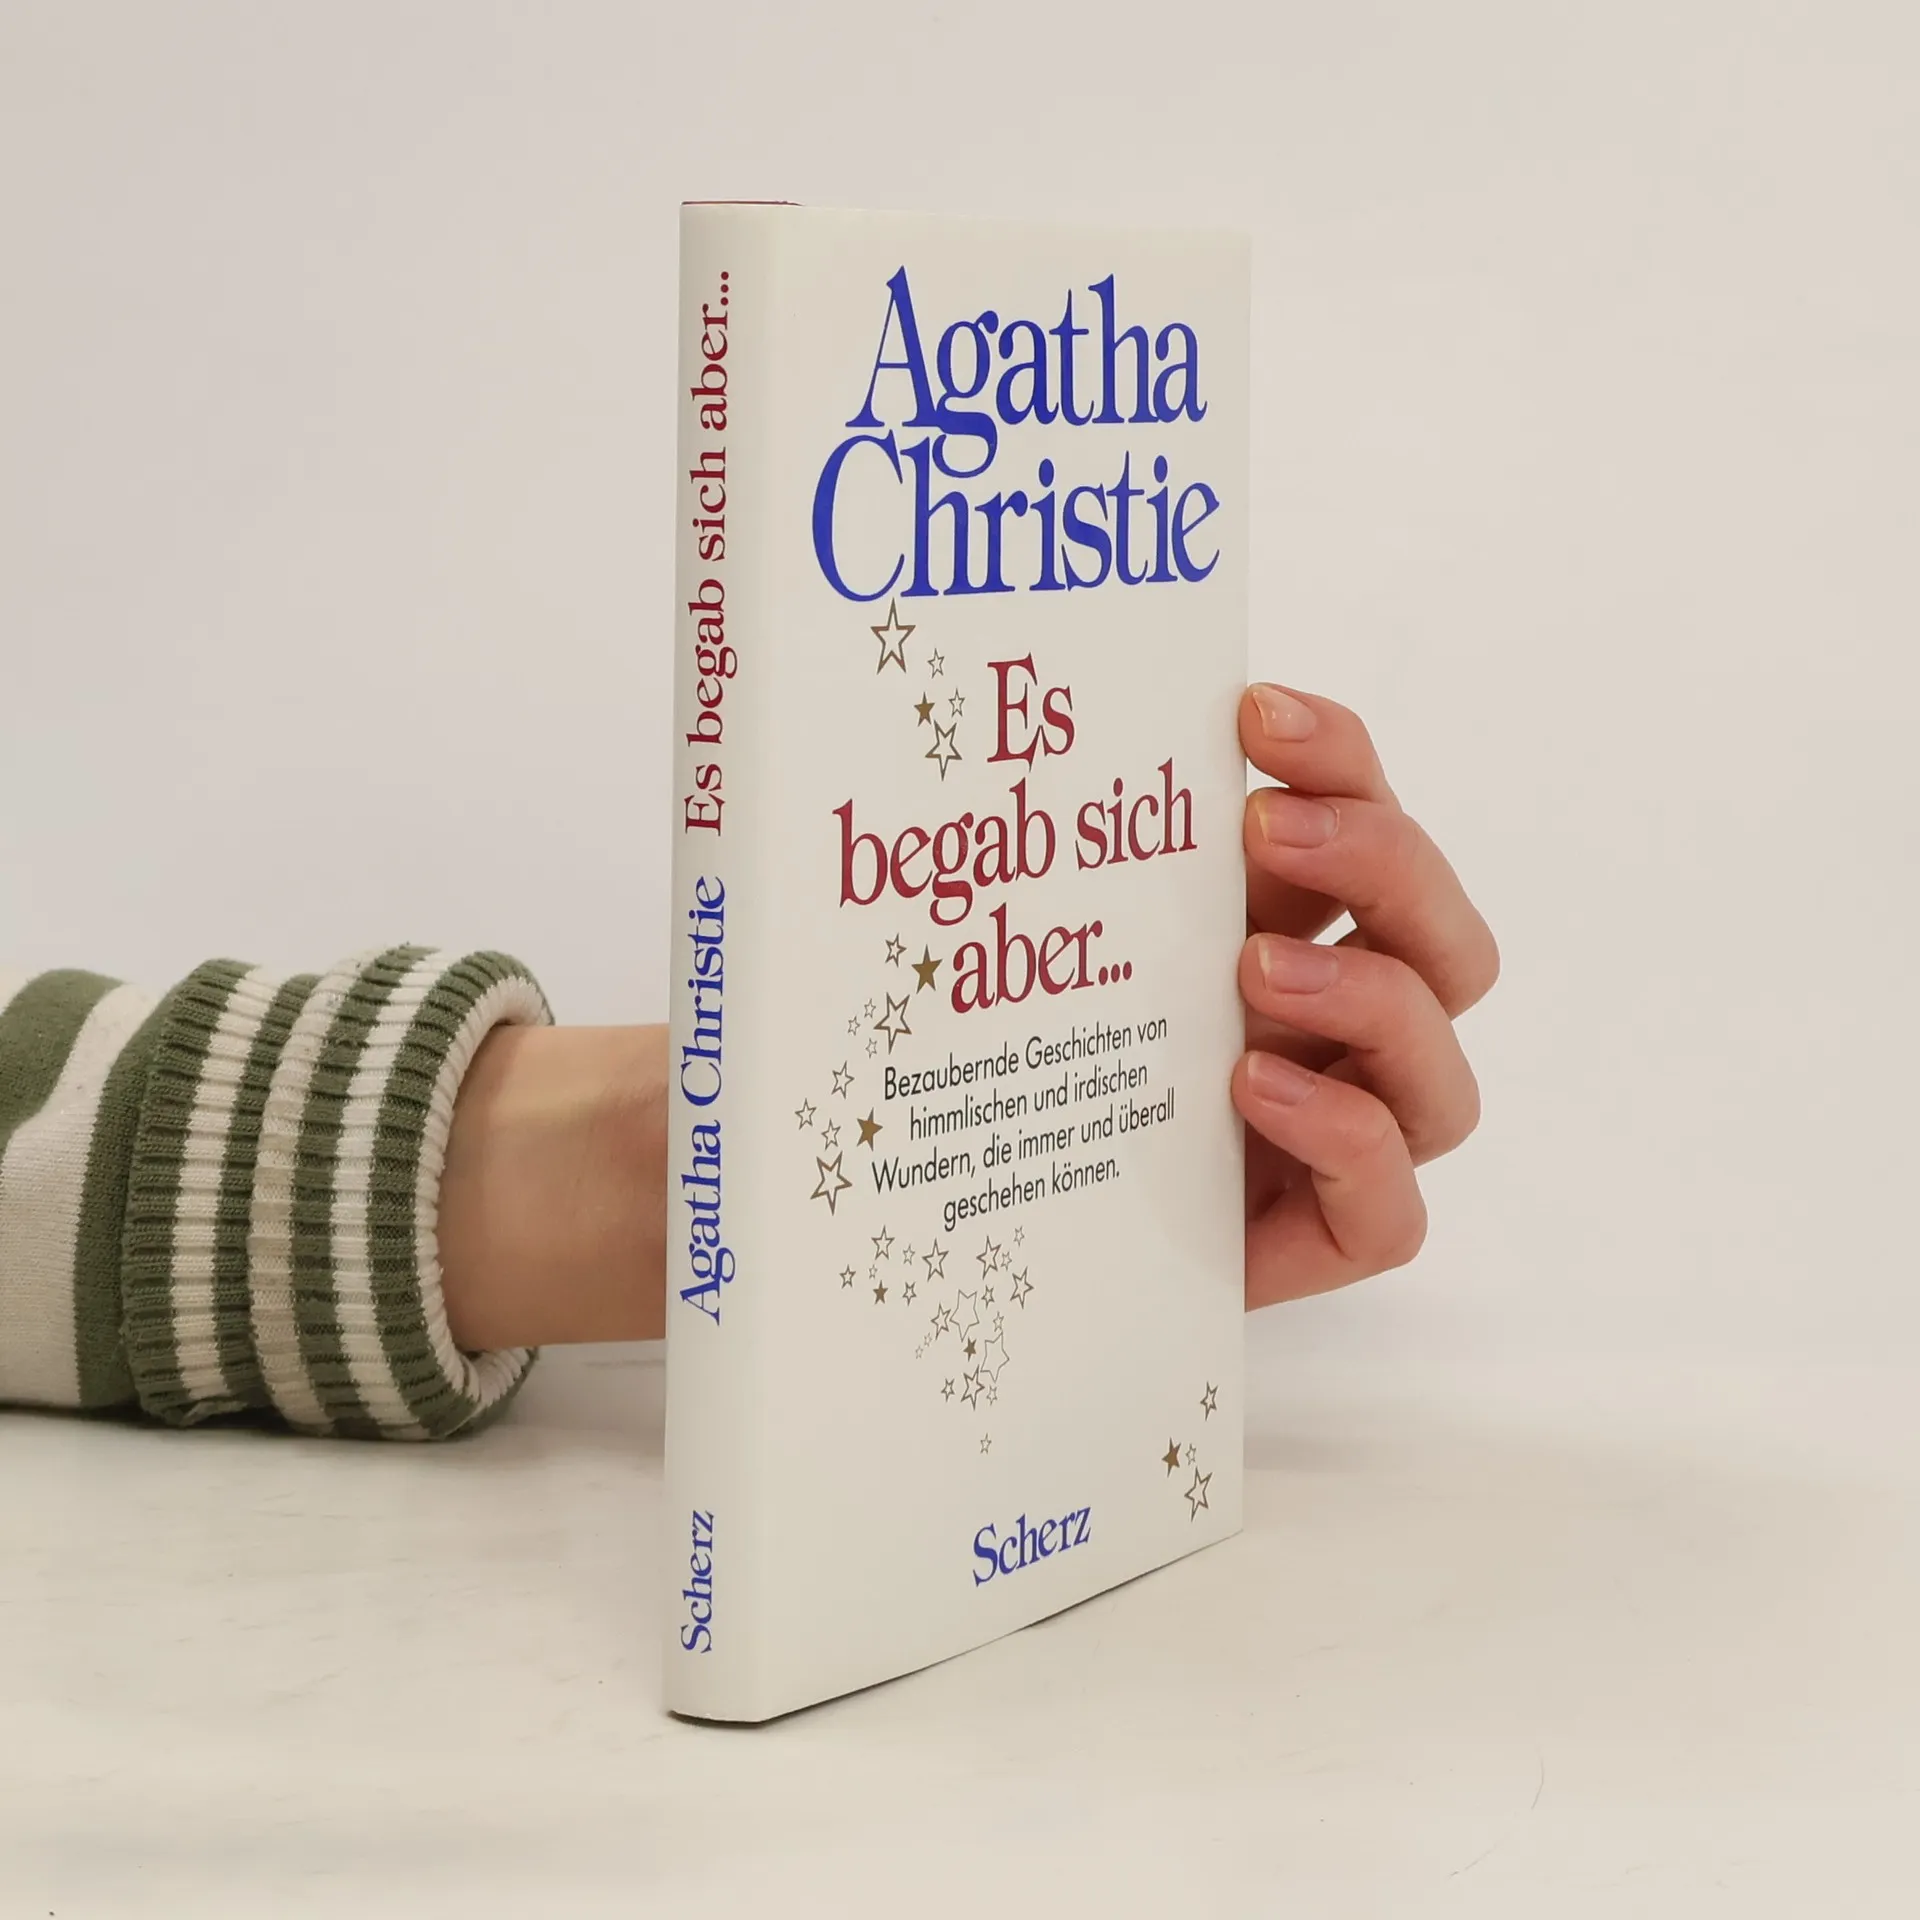 Agatha Christie Es begab sich aber...
Scherz
Agatha
Christie
Es
begab sich
aber...
Bezaubernde Geschichten von
himmlischen und irdischen
Wundern, die immer und überall
geschehen können.
Scherz